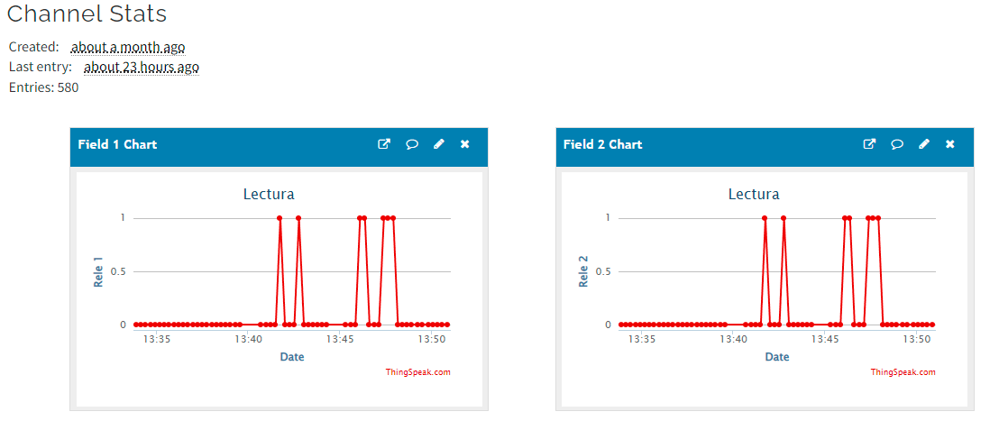 Channel Stats
Created: about a month ago
Last entry: about 23 hours ago
Entries: 580
Field 1 Chart
Lectura
1
0.5
0
Rele 1
13:35 13:40 13:45 13:50
Date
ThingSpeak.com
Field 2 Chart
Lectura
1
0.5
0
Rele 2
13:35 13:40 13:45 13:50
Date
ThingSpeak.com